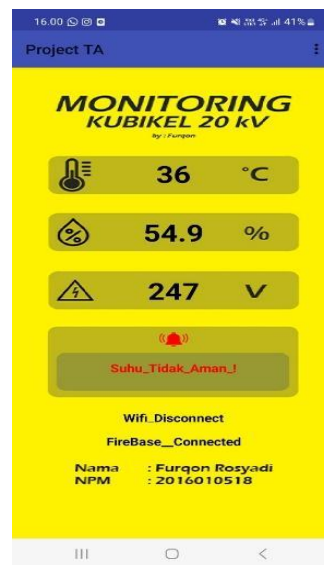 16.00 41%
Project TA
MONITORING
KUBIKEL 20 kV
by : Furqon
36 °C
% 54.9 %
247 V
Suhu_Tidak_Aman_!
Wifi_Disconnect
FireBase__Connected
Nama : Furqon Rosyadi
NPM : 2016010518